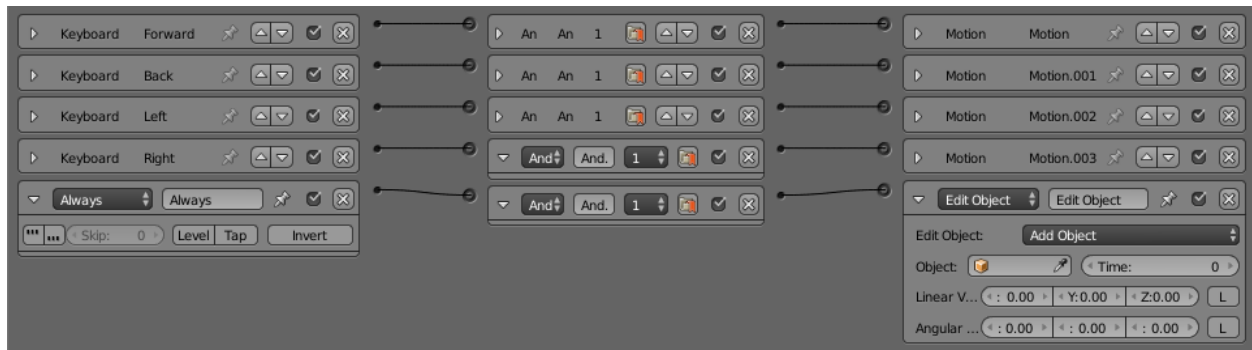 Keyboard Forward An An 1 Motion Motion
Keyboard Back An An 1 Motion Motion.001
Keyboard Left An An 1 Motion Motion.002
Keyboard Right And And. 1 Motion Motion.003
Always Always And And. 1 Edit Object Edit Object
Skip: 0 Level Tap Invert Edit Object: Add Object
Object: Time: 0
Linear V... : 0.00 Y:0.00 Z:0.00 L
Angular ... : 0.00 : 0.00 : 0.00 L